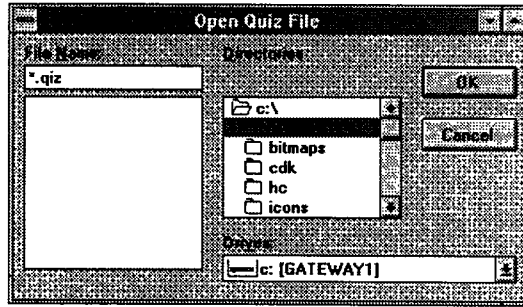 Open Quiz File
File Name:
Directories:
*.qiz
OK
c:\
Cancel
bitmaps
cdk
hc
icons
Drives:
c: [GATEWAY1]